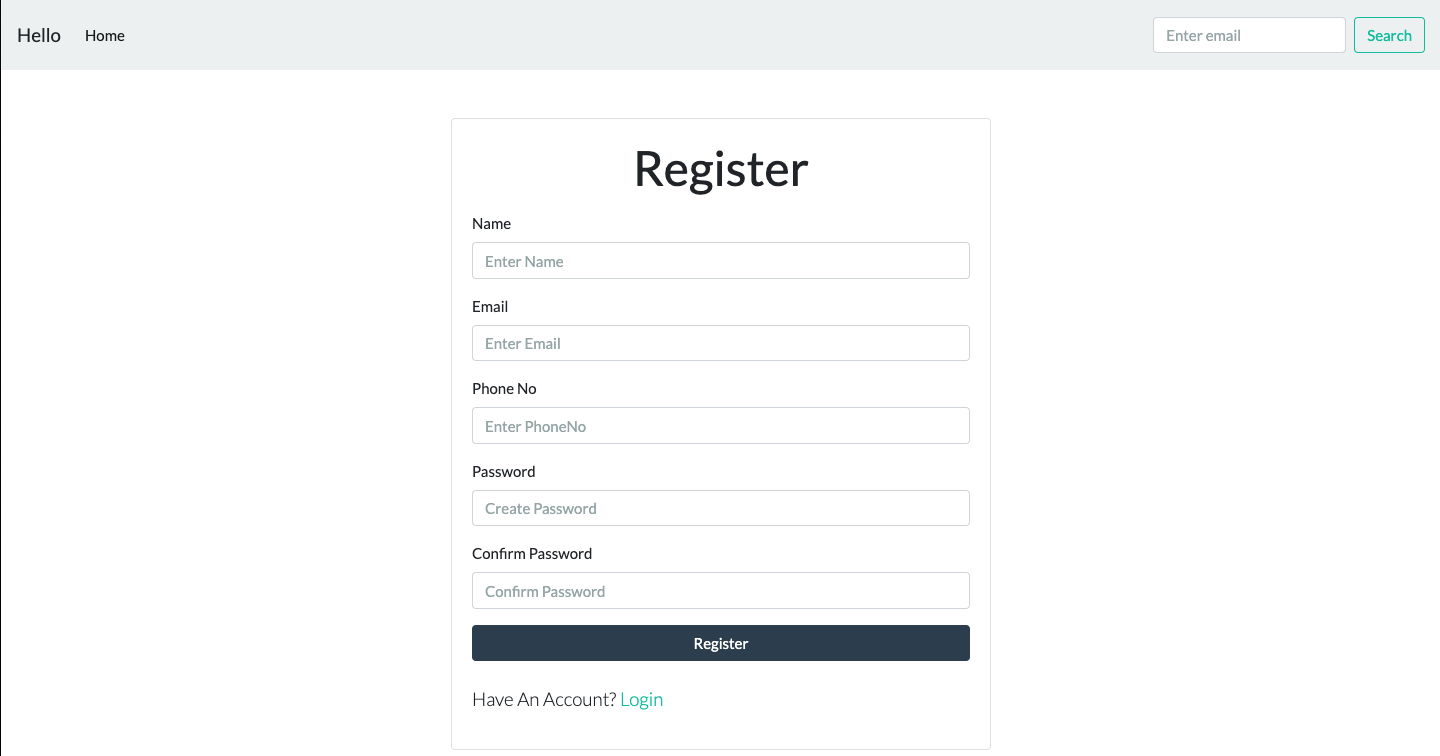 Hello Home Enter email Search
Register
Name
Enter Name
Email
Enter Email
Phone No
Enter PhoneNo
Password
Create Password
Confirm Password
Confirm Password
Register
Have An Account? Login